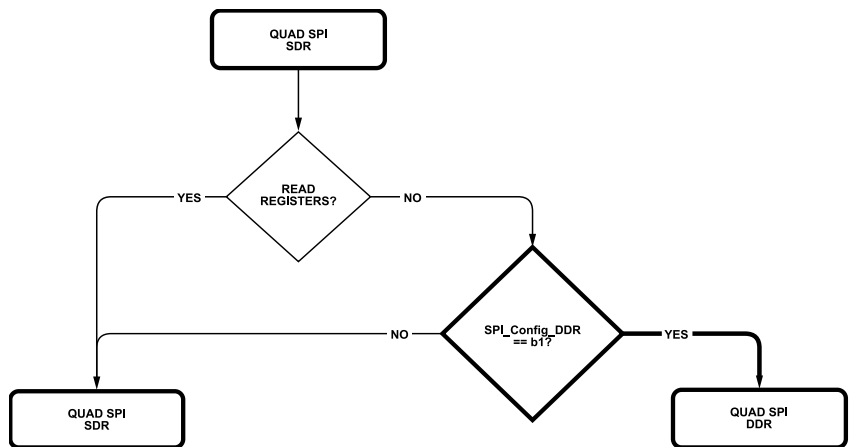 QUAD SPI
SDR
READ
REGISTERS?
YES
NO
SPI_Config_DDR
== b1?
NO
YES
QUAD SPI
SDR
QUAD SPI
DDR